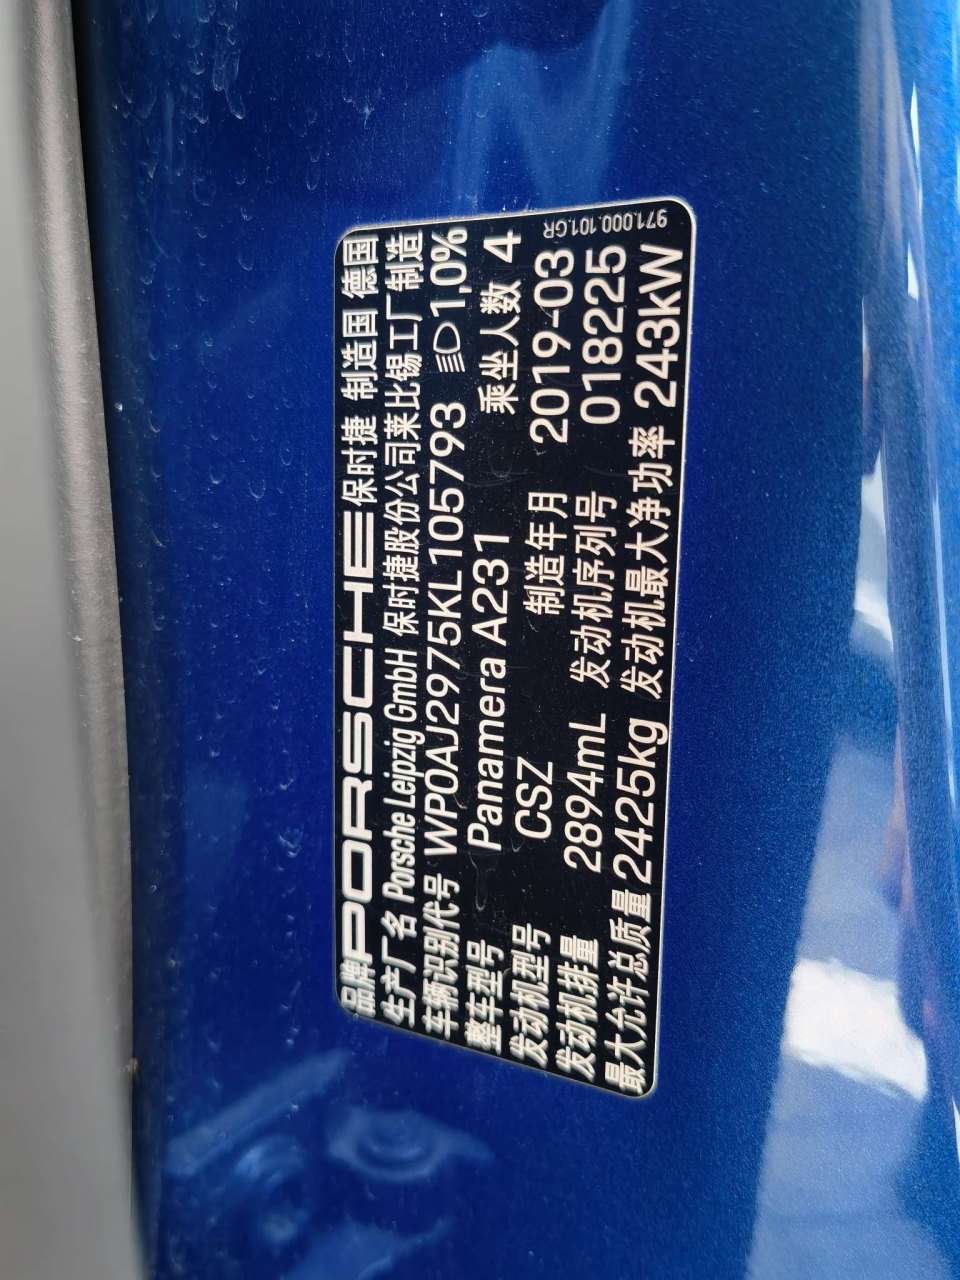 971.000.101.GR
品牌 PORSCHE 保时捷 制造国 德国
生产厂名 Porsche Leipzig GmbH 保时捷股份公司莱比锡工厂制造
车辆识别代号 WP0AJ2975KL105793 1,0%
整车型号 Panamera A231 乘坐人数 4
发动机型号 CSZ 制造年月 2019-03
发动机排量 2894mL 发动机序列号 018225
最大允许总质量 2425kg 发动机最大净功率 243kW